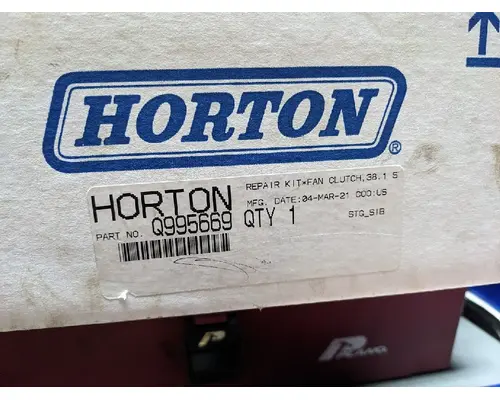 HORTON®
HORTON
REPAIR KIT*FAN CLUTCH,38.1 S
MFG. DATE:04-MAR-21 COO:US
PART NO. Q995669 QTY 1
STG_SIB
PLANO.